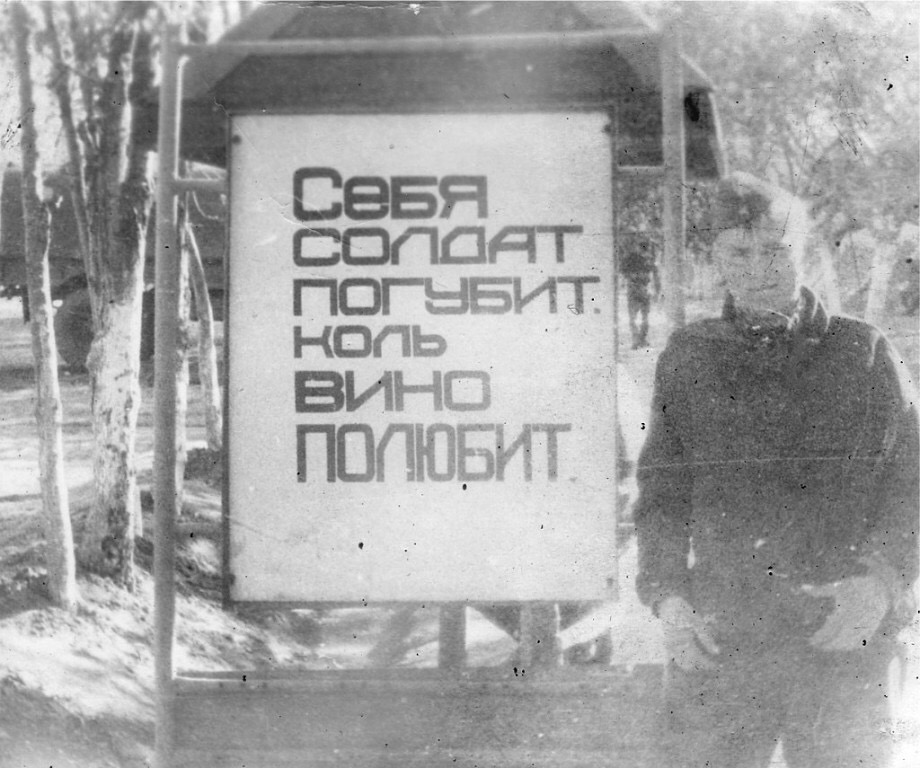 Себя
солдат
погубит.
коль
вино
полюбит